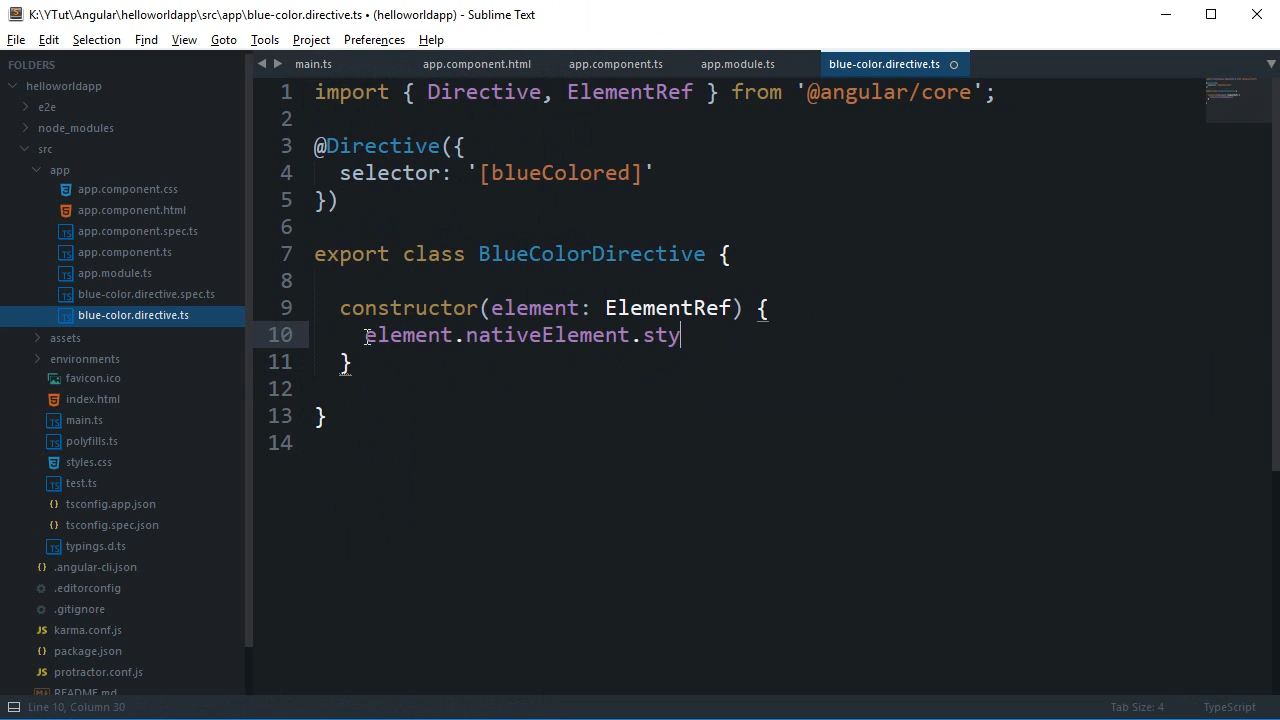 K:\YTut\Angular\helloworldapp\src\app\blue-color.directive.ts • (helloworldapp) - Sublime Text
File Edit Selection Find View Goto Tools Project Preferences Help
FOLDERS
helloworldapp
e2e
node_modules
src
app
app.component.css
app.component.html
app.component.spec.ts
app.component.ts
app.module.ts
blue-color.directive.spec.ts
blue-color.directive.ts
assets
environments
favicon.ico
index.html
main.ts
polyfills.ts
styles.css
test.ts
tsconfig.app.json
tsconfig.spec.json
typings.d.ts
.angular-cli.json
.editorconfig
.gitignore
karma.conf.js
package.json
protractor.conf.js
README.md
main.ts app.component.html app.component.ts app.module.ts blue-color.directive.ts
1 import { Directive, ElementRef } from '@angular/core';
2
3 @Directive({
4 selector: '[blueColored]'
5 })
6
7 export class BlueColorDirective {
8
9 constructor(element: ElementRef) {
10 element.nativeElement.sty
11 }
12
13 }
14
Line 10, Column 30 Tab Size: 4 TypeScript